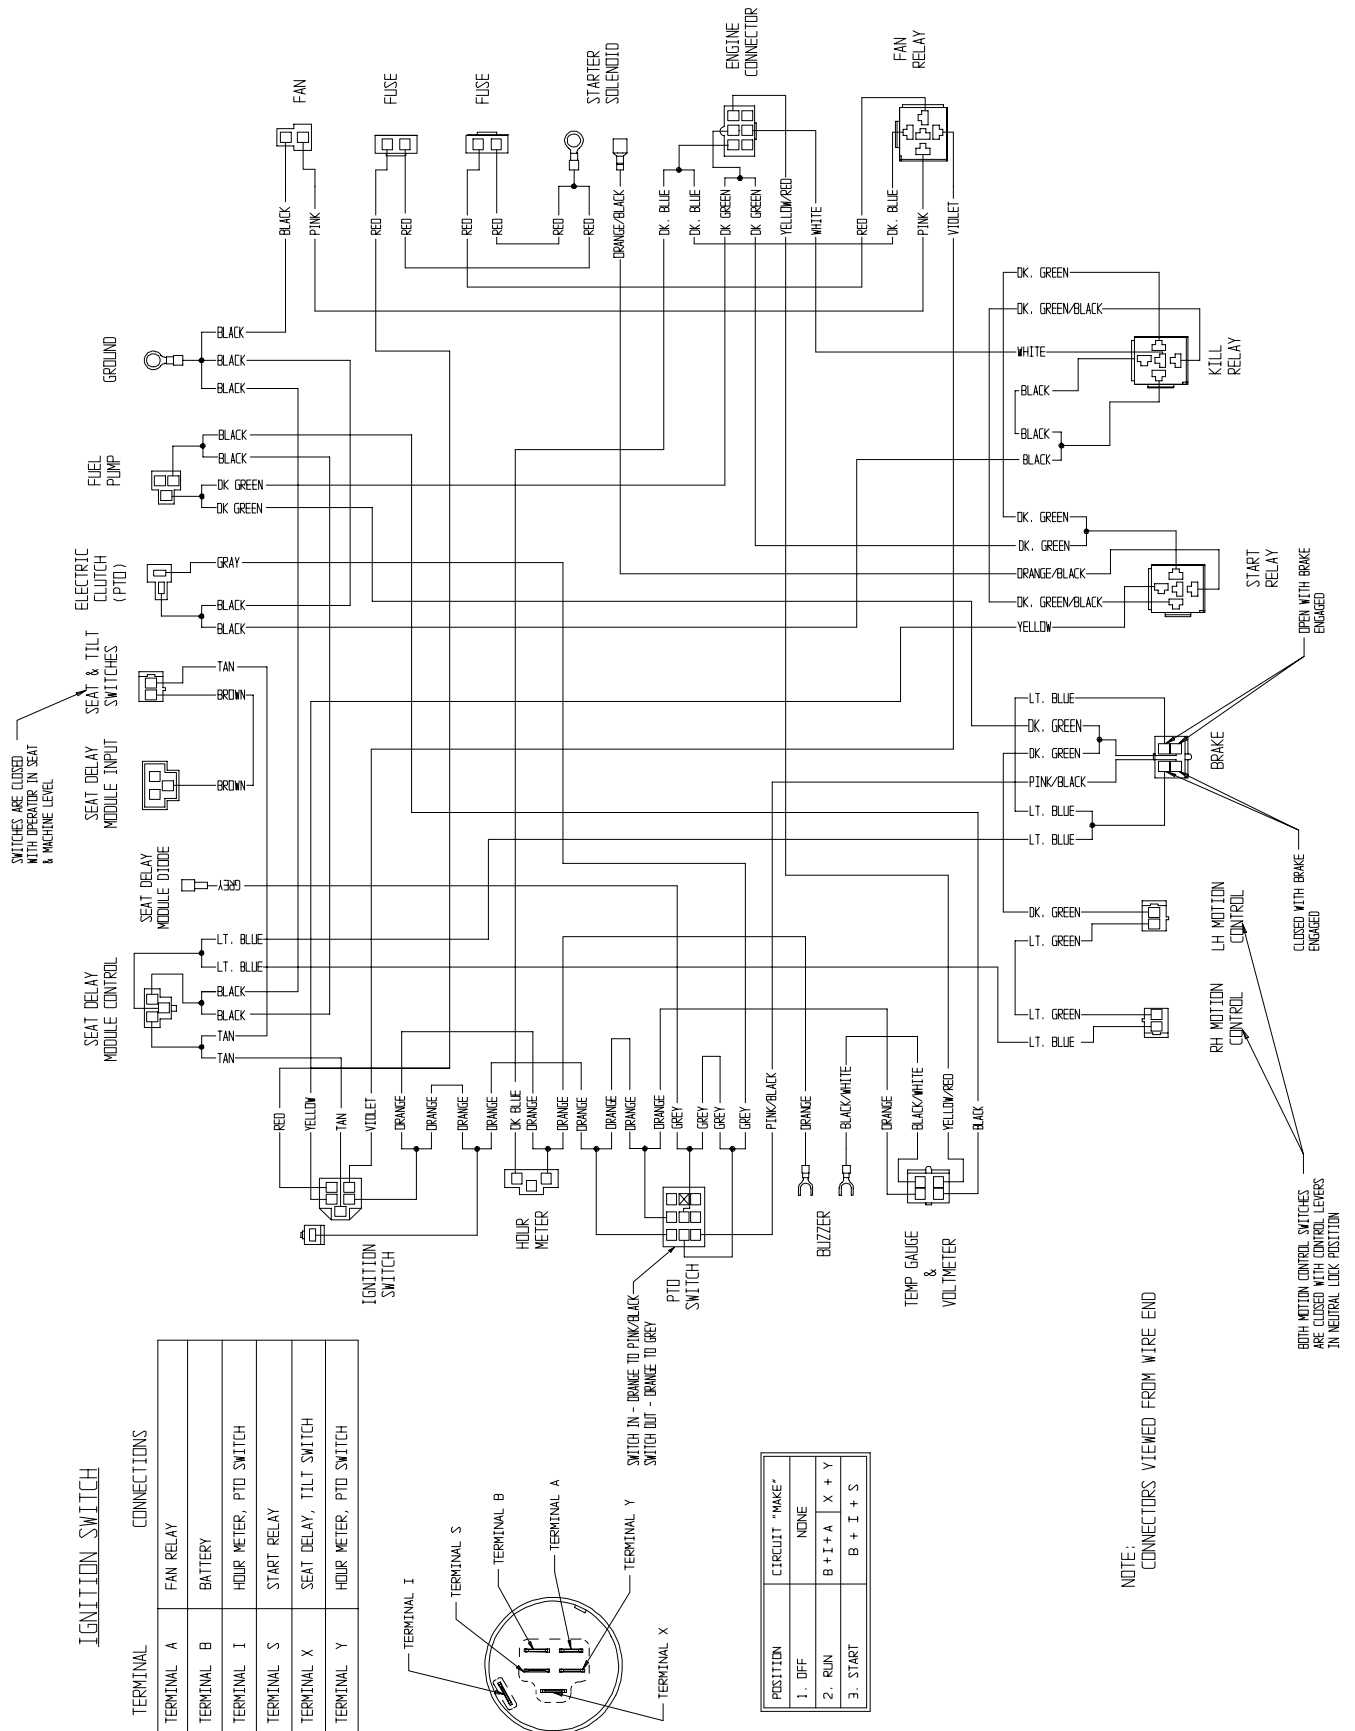 FAN
FUSE
FUSE
STARTER
SOLENOID
ENGINE
CONNECTOR
FAN
RELAY
BLACK
PINK
RED
RED
RED
RED
RED
RED
ORANGE/BLACK
DK. BLUE
DK. BLUE
DK GREEN
DK GREEN
YELLOW/RED
WHITE
RED
DK. BLUE
PINK
VIOLET
GROUND
BLACK
BLACK
BLACK
FUEL
PUMP
BLACK
BLACK
DK GREEN
DK GREEN
ELECTRIC
CLUTCH
(PTO)
GRAY
BLACK
BLACK
SEAT & TILT
SWITCHES
TAN
BROWN
SWITCHES ARE CLOSED
WITH OPERATOR IN SEAT
& MACHINE LEVEL
SEAT DELAY
MODULE INPUT
BROWN
SEAT DELAY
MODULE DIODE
GREY
SEAT DELAY
MODULE CONTROL
LT. BLUE
LT. BLUE
BLACK
BLACK
TAN
TAN
DK. GREEN
DK. GREEN/BLACK
WHITE
BLACK
BLACK
BLACK
KILL
RELAY
DK. GREEN
DK. GREEN
ORANGE/BLACK
DK. GREEN/BLACK
YELLOW
START
RELAY
OPEN WITH BRAKE
ENGAGED
LT. BLUE
DK. GREEN
DK. GREEN
PINK/BLACK
LT. BLUE
LT. BLUE
BRAKE
CLOSED WITH BRAKE
ENGAGED
DK. GREEN
LT. GREEN
LH MOTION
CONTROL
LT. GREEN
LT. BLUE
RH MOTION
CONTROL
BOTH MOTION CONTROL SWITCHES
ARE CLOSED WITH CONTROL LEVERS
IN NEUTRAL LOCK POSITION
RED
YELLOW
TAN
VIOLET
ORANGE
ORANGE
ORANGE
ORANGE
DK BLUE
ORANGE
ORANGE
ORANGE
ORANGE
ORANGE
ORANGE
GREY
GREY
GREY
GREY
PINK/BLACK
ORANGE
BLACK/WHITE
ORANGE
BLACK/WHITE
YELLOW/RED
BLACK
IGNITION
SWITCH
HOUR
METER
PTO
SWITCH
SWITCH IN - ORANGE TO PINK/BLACK
SWITCH OUT - ORANGE TO GREY
BUZZER
TEMP GAUGE
&
VOLTMETER
IGNITION SWITCH
TERMINAL CONNECTIONS
TERMINAL A FAN RELAY
TERMINAL B BATTERY
TERMINAL I HOUR METER, PTO SWITCH
TERMINAL S START RELAY
TERMINAL X SEAT DELAY, TILT SWITCH
TERMINAL Y HOUR METER, PTO SWITCH
TERMINAL I
TERMINAL S
TERMINAL B
TERMINAL A
TERMINAL Y
TERMINAL X
POSITION CIRCUIT "MAKE"
1. OFF NONE
2. RUN B+I+A X + Y
3. START B + I + S
NOTE:
CONNECTORS VIEWED FROM WIRE END